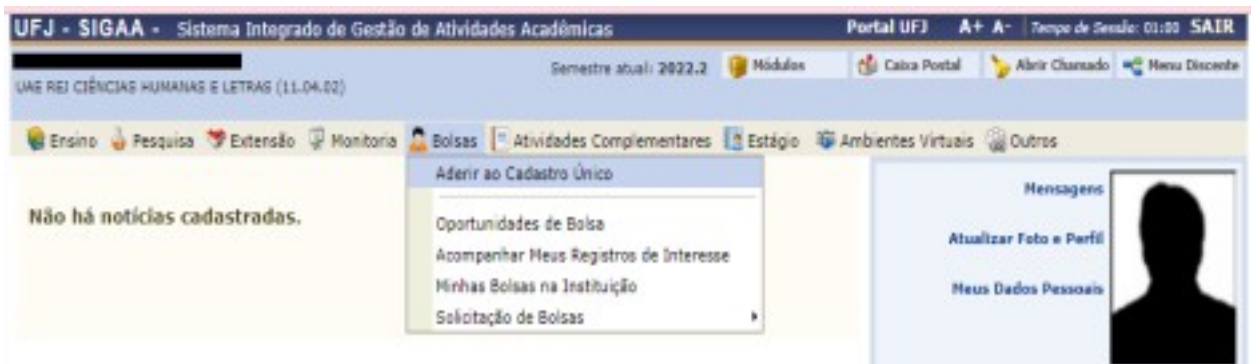 UFJ - SIGAA - Sistema Integrado de Gestão de Atividades Acadêmicas Portal UFJ A+ A- Tempo de Sessão: 01:00 SAIR
Semestre atual: 2022.2 Módulos Caixa Postal Abrir Chamado Menu Discente
UAE REJ CIÊNCIAS HUMANAS E LETRAS (11.04.02)
Ensino Pesquisa Extensão Monitoria Bolsas Atividades Complementares Estágio Ambientes Virtuais Outros
Aderir ao Cadastro Único
Oportunidades de Bolsa
Acompanhar Meus Registros de Interesse
Minhas Bolsas na Instituição
Solicitação de Bolsas
Não há notícias cadastradas.
Mensagens
Atualizar Foto e Perfil
Meus Dados Pessoais